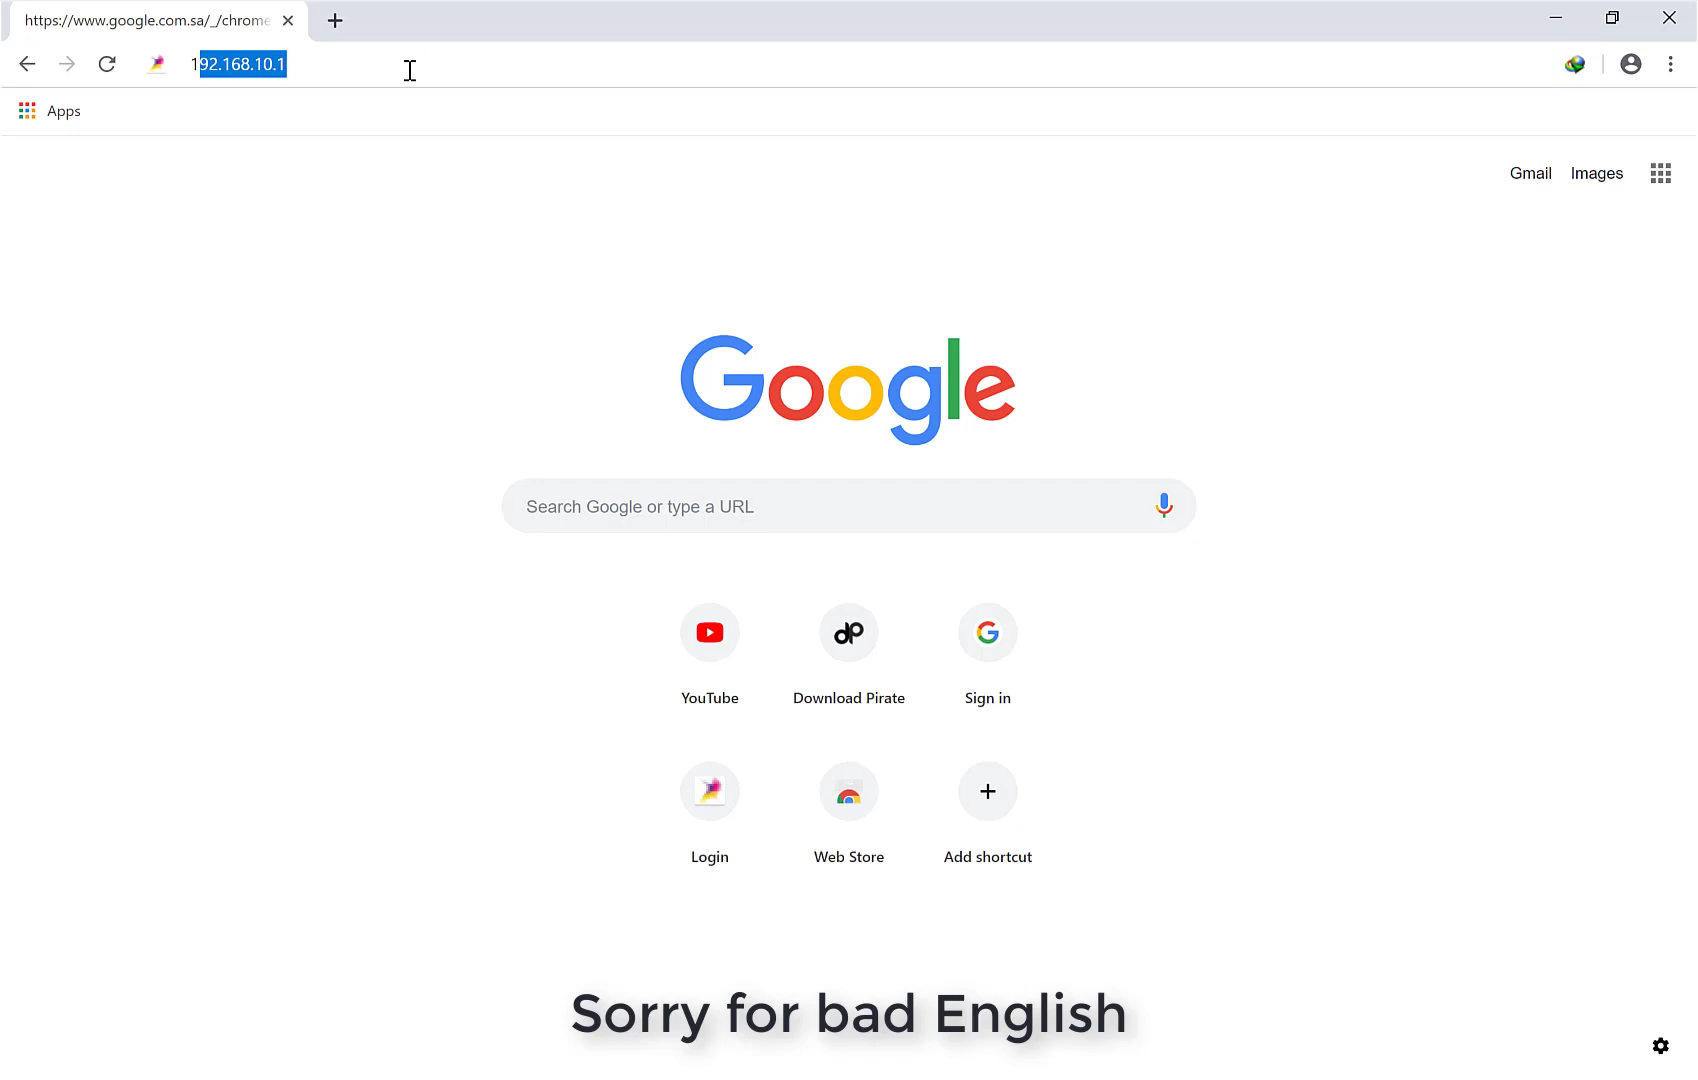 https://www.google.com.sa/_/chrome
192.168.10.1
Apps
Gmail Images
Google
Search Google or type a URL
YouTube Download Pirate Sign in
Login Web Store Add shortcut
Sorry for bad English